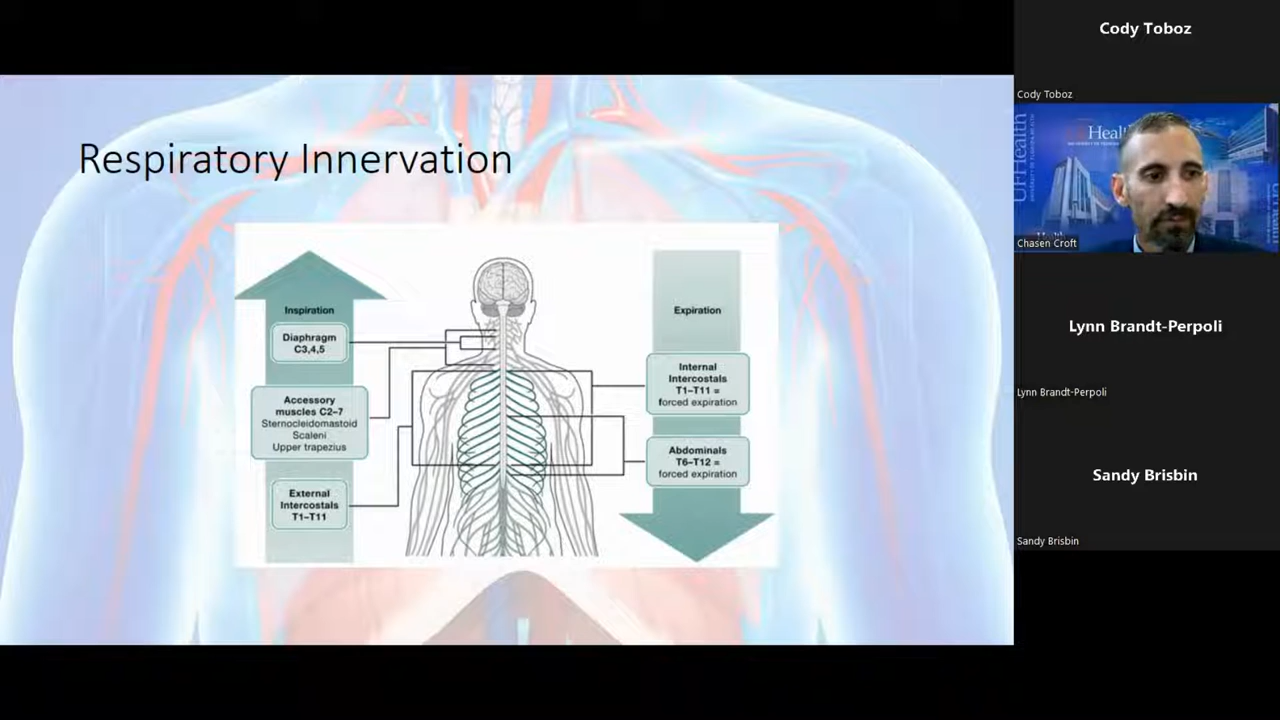 Respiratory Innervation
Inspiration
Diaphragm
C3,4,5
Accessory
muscles C2–7
Sternocleidomastoid
Scaleni
Upper trapezius
External
Intercostals
T1–T11
Expiration
Internal
Intercostals
T1–T11 =
forced expiration
Abdominals
T6–T12 =
forced expiration
Cody Toboz
Cody Toboz
UFHealth
Health
Chasen Croft
Lynn Brandt-Perpoli
Lynn Brandt-Perpoli
Sandy Brisbin
Sandy Brisbin